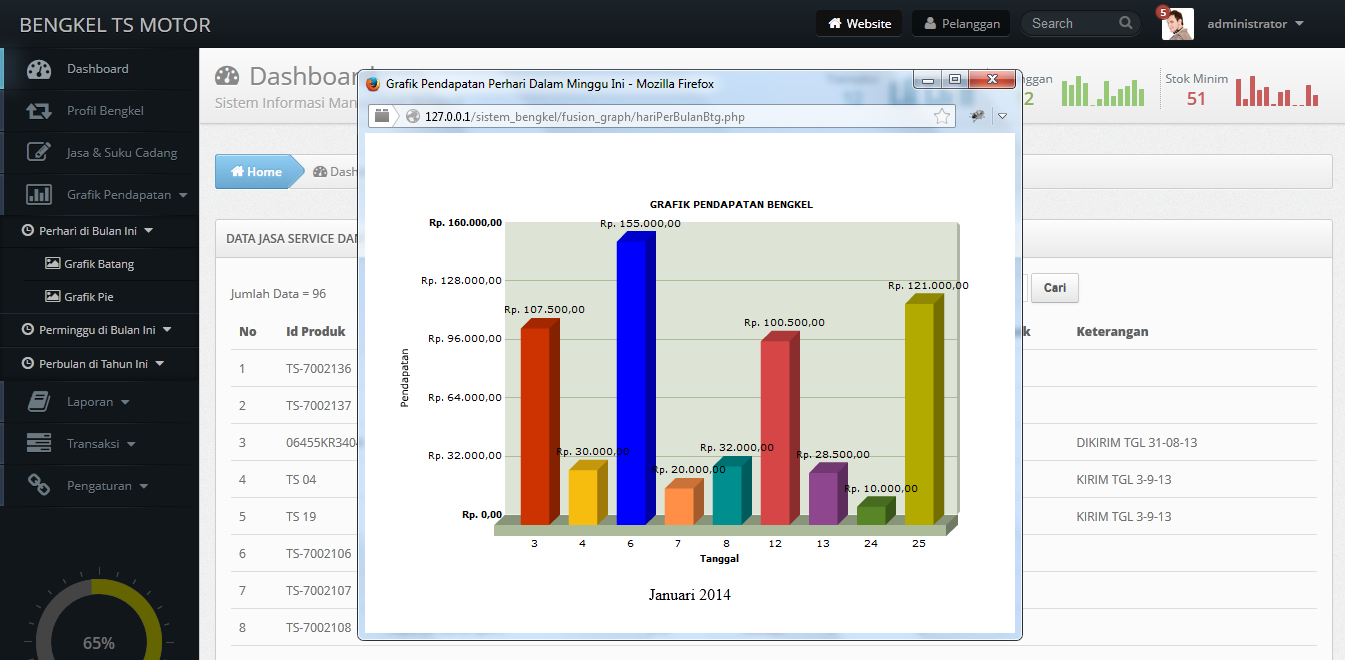 BENGKEL TS MOTOR
Website
Pelanggan
Search
5
administrator
Dashboard
Profil Bengkel
Jasa & Suku Cadang
Grafik Pendapatan
Perhari di Bulan Ini
Grafik Batang
Grafik Pie
Perminggu di Bulan Ini
Perbulan di Tahun Ini
Laporan
Transaksi
Pengaturan
65%
Stok Minim
51
Sistem Informasi
Home
DATA JASA SERVICE
Jumlah Data = 96
Cari
No Id Produk Keterangan
1 TS-7002136
2 TS-7002137
3 DIKIRIM TGL 31-08-13
4 TS 04 KIRIM TGL 3-9-13
5 TS 19 KIRIM TGL 3-9-13
6 TS-7002106
7 TS-7002107
8 TS-7002108
Grafik Pendapatan Perhari Dalam Minggu Ini - Mozilla Firefox
127.0.0.1/sistem_bengkel/fusion_graph/hariPerBulanBtg.php
GRAFIK PENDAPATAN BENGKEL
Rp. 160.000,00
Rp. 128.000,00
Rp. 96.000,00
Rp. 64.000,00
Rp. 32.000,00
Rp. 0,00
Pendapatan
Rp. 107.500,00
Rp. 30.000,00
Rp. 155.000,00
Rp. 20.000,00
Rp. 32.000,00
Rp. 100.500,00
Rp. 28.500,00
Rp. 10.000,00
Rp. 121.000,00
3 4 6 7 8 12 13 24 25
Tanggal
Januari 2014